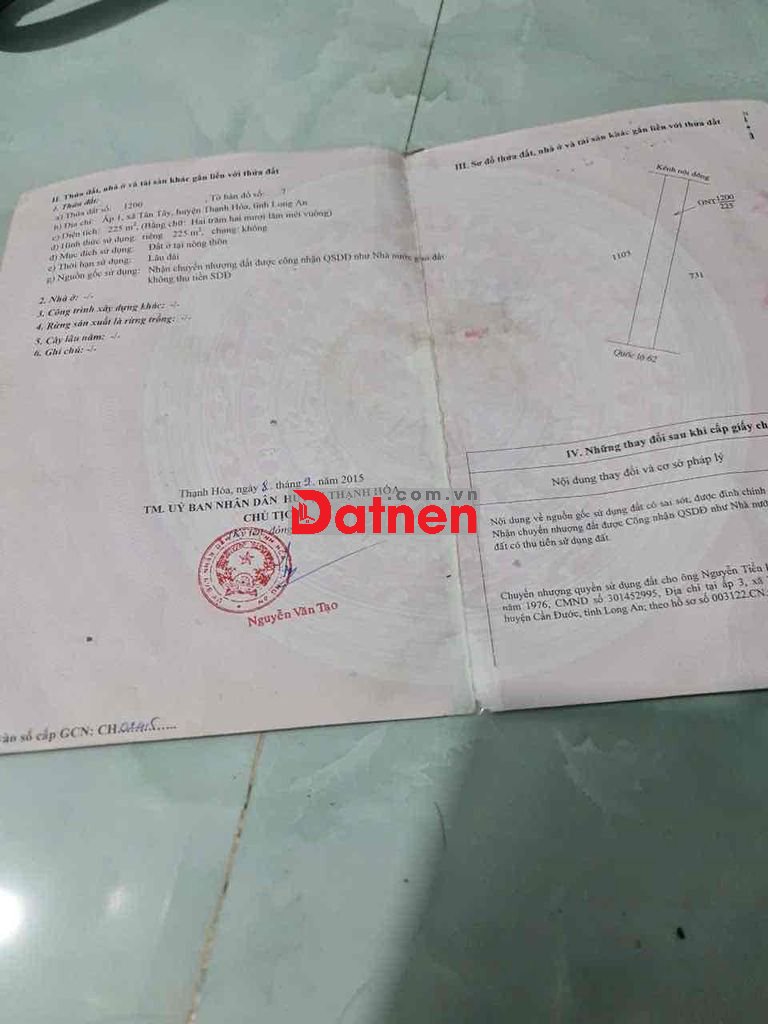 II. Thửa đất, nhà ở và tài sản khác gắn liền với thửa đất
1. Thửa đất:
a) Thửa đất số: 1200 , Tờ bản đồ số: 7
b) Địa chỉ: Ấp 1, xã Tân Tây, huyện Thạnh Hóa, tỉnh Long An
c) Diện tích: 225 m², (Bằng chữ: Hai trăm hai mươi lăm mét vuông)
d) Hình thức sử dụng: riêng 225 m², chung: không
đ) Mục đích sử dụng: Đất ở tại nông thôn
e) Thời hạn sử dụng: Lâu dài
g) Nguồn gốc sử dụng: Nhận chuyển nhượng đất được công nhận QSDĐ như Nhà nước giao đất
không thu tiền SDĐ
2. Nhà ở: -/-
3. Công trình xây dựng khác: -/-
4. Rừng sản xuất là rừng trồng: -/-
5. Cây lâu năm: -/-
6. Ghi chú: -/-
Thạnh Hóa, ngày 8 tháng 9 năm 2015
TM. UỶ BAN NHÂN DÂN HUYỆN THẠNH HÓA
CHỦ TỊCH
Nguyễn Văn Tạo
vào sổ cấp GCN: CH
III. Sơ đồ thửa đất, nhà ở và tài sản khác gắn liền với thửa đất
Kênh nội đồng
ONT 1200
225
1105
731
Quốc lộ 62
IV. Những thay đổi sau khi cấp giấy ch
Nội dung thay đổi và cơ sở pháp lý
Nội dung về nguồn gốc sử dụng đất có sai sót, được đính chính
Nhận chuyển nhượng đất được Công nhận QSDĐ như Nhà nướ
đất có thu tiền sử dụng đất.
Chuyển nhượng quyền sử dụng đất cho ông Nguyễn Tiến
năm 1976, CMND số 301452995, Địa chỉ tại ấp 3, xã
huyện Cần Đước, tỉnh Long An; theo hồ sơ số 003122.CN.
Datnen
.com.vn